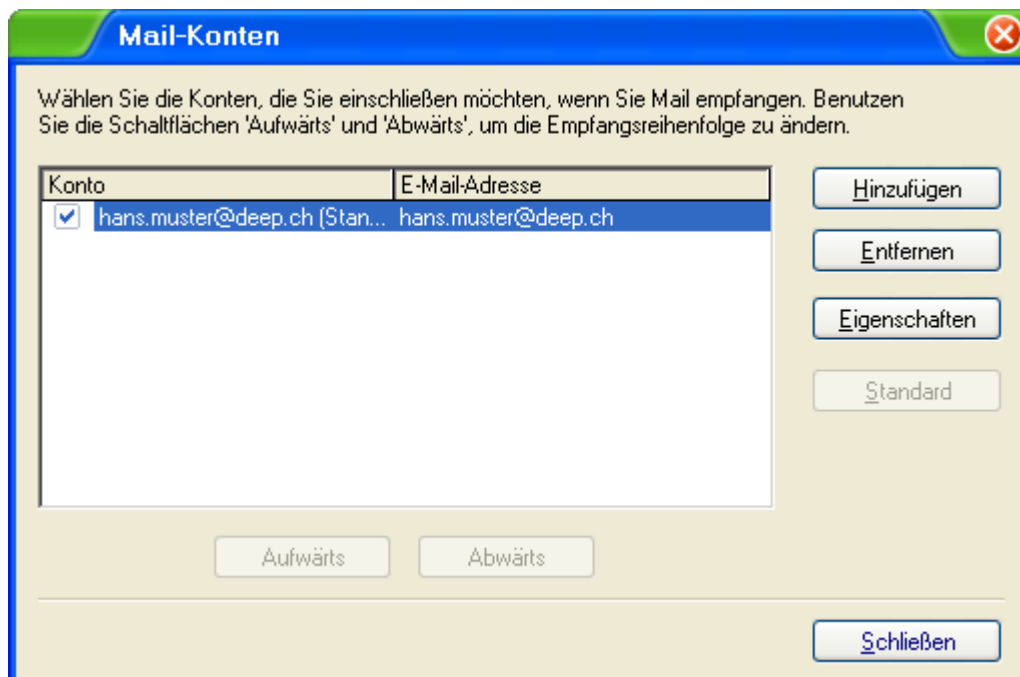 Mail-Konten
Wählen Sie die Konten, die Sie einschließen möchten, wenn Sie Mail empfangen. Benutzen
Sie die Schaltflächen 'Aufwärts' und 'Abwärts', um die Empfangsreihenfolge zu ändern.
Konto E-Mail-Adresse
hans.muster@deep.ch (Stan... hans.muster@deep.ch
Hinzufügen
Entfernen
Eigenschaften
Standard
Aufwärts Abwärts
Schließen